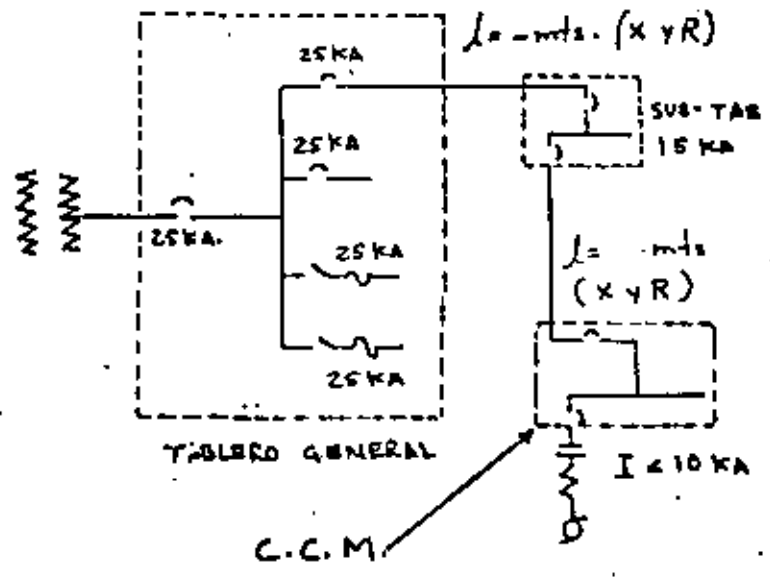 l = - mts. (X y R)
25 KA
SUB-TAB
15 KA
25 KA
25 KA.
25 KA
25 KA
l = mts
(X y R)
TABLERO GENERAL
I < 10 KA
C.C.M.